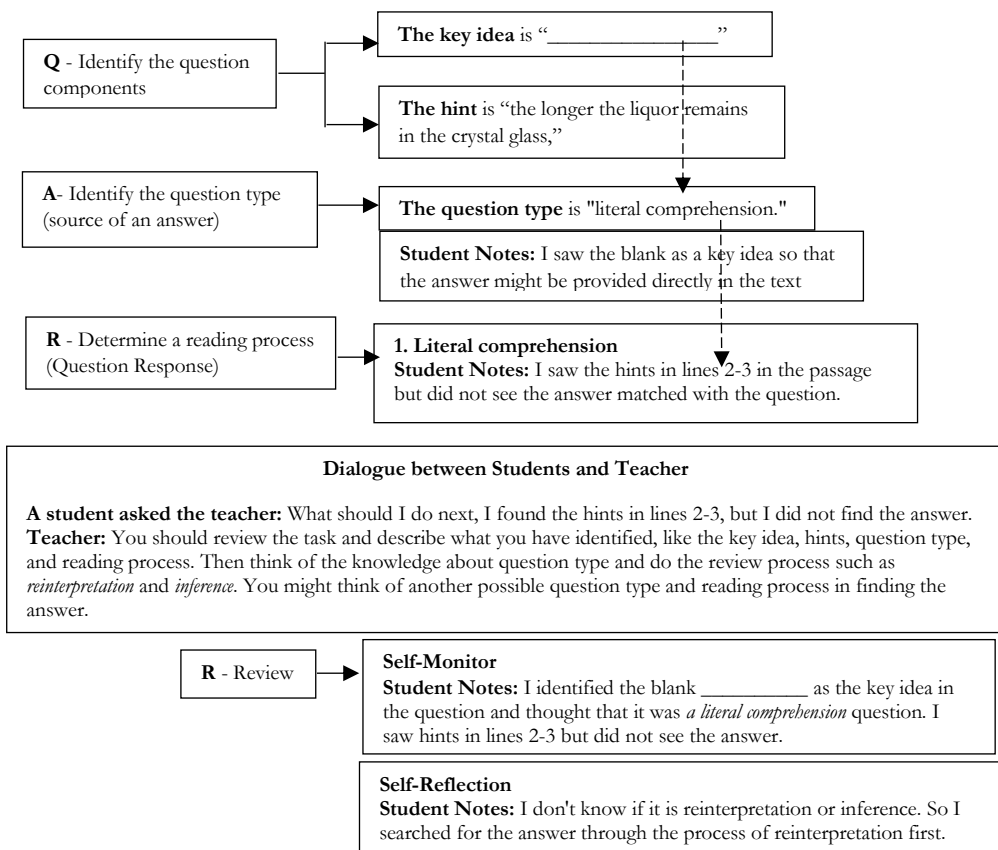 The key idea is “________________”
Q - Identify the question
components
The hint is “the longer the liquor remains
in the crystal glass,”
A- Identify the question type
(source of an answer)
The question type is "literal comprehension."
Student Notes: I saw the blank as a key idea so that
the answer might be provided directly in the text
R - Determine a reading process
(Question Response)
1. Literal comprehension
Student Notes: I saw the hints in lines 2-3 in the passage
but did not see the answer matched with the question.
Dialogue between Students and Teacher
A student asked the teacher: What should I do next, I found the hints in lines 2-3, but I did not find the answer.
Teacher: You should review the task and describe what you have identified, like the key idea, hints, question type,
and reading process. Then think of the knowledge about question type and do the review process such as
reinterpretation and inference. You might think of another possible question type and reading process in finding the
answer.
R - Review
Self-Monitor
Student Notes: I identified the blank __________ as the key idea in
the question and thought that it was a literal comprehension question. I
saw hints in lines 2-3 but did not see the answer.
Self-Reflection
Student Notes: I don't know if it is reinterpretation or inference. So I
searched for the answer through the process of reinterpretation first.